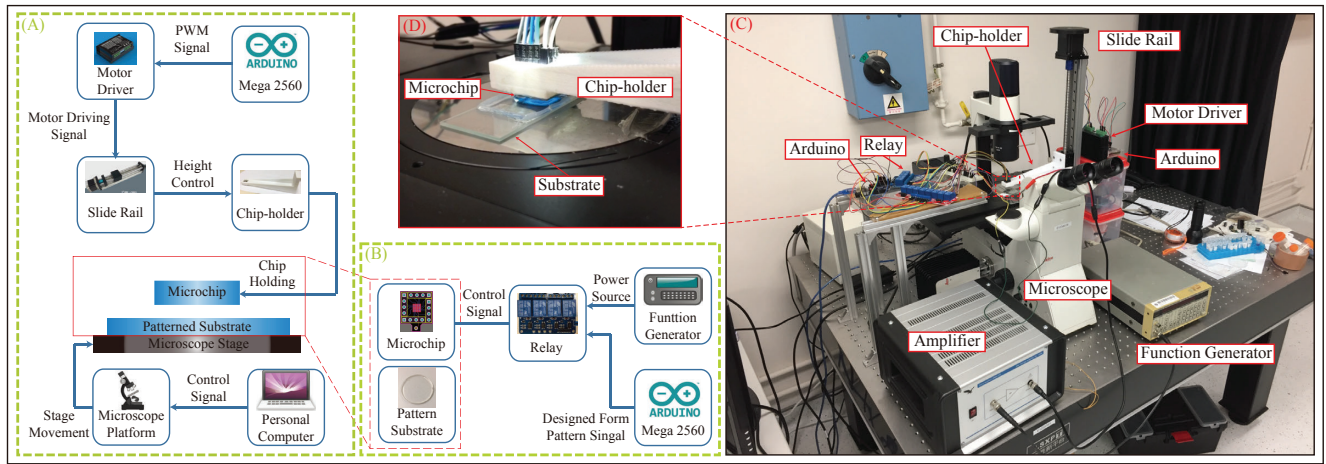 (A)
PWM
Signal
Motor
Driver
ARDUINO
Mega 2560
Motor Driving
Signal
Height
Control
Slide Rail
Chip-holder
Chip
Holding
Microchip
Patterned Substrate
Microscope Stage
Control
Signal
Stage
Movement
Microscope
Platform
Personal
Computer
(B)
Microchip
Control
Signal
Relay
Power
Source
Funttion
Generator
Pattern
Substrate
Designed Form
Pattern Singal
ARDUINO
Mega 2560
(D)
Microchip
Chip-holder
Substrate
(C)
Chip-holder
Slide Rail
Motor Driver
Arduino
Relay
Arduino
Microscope
Amplifier
Function Generator
SXPH